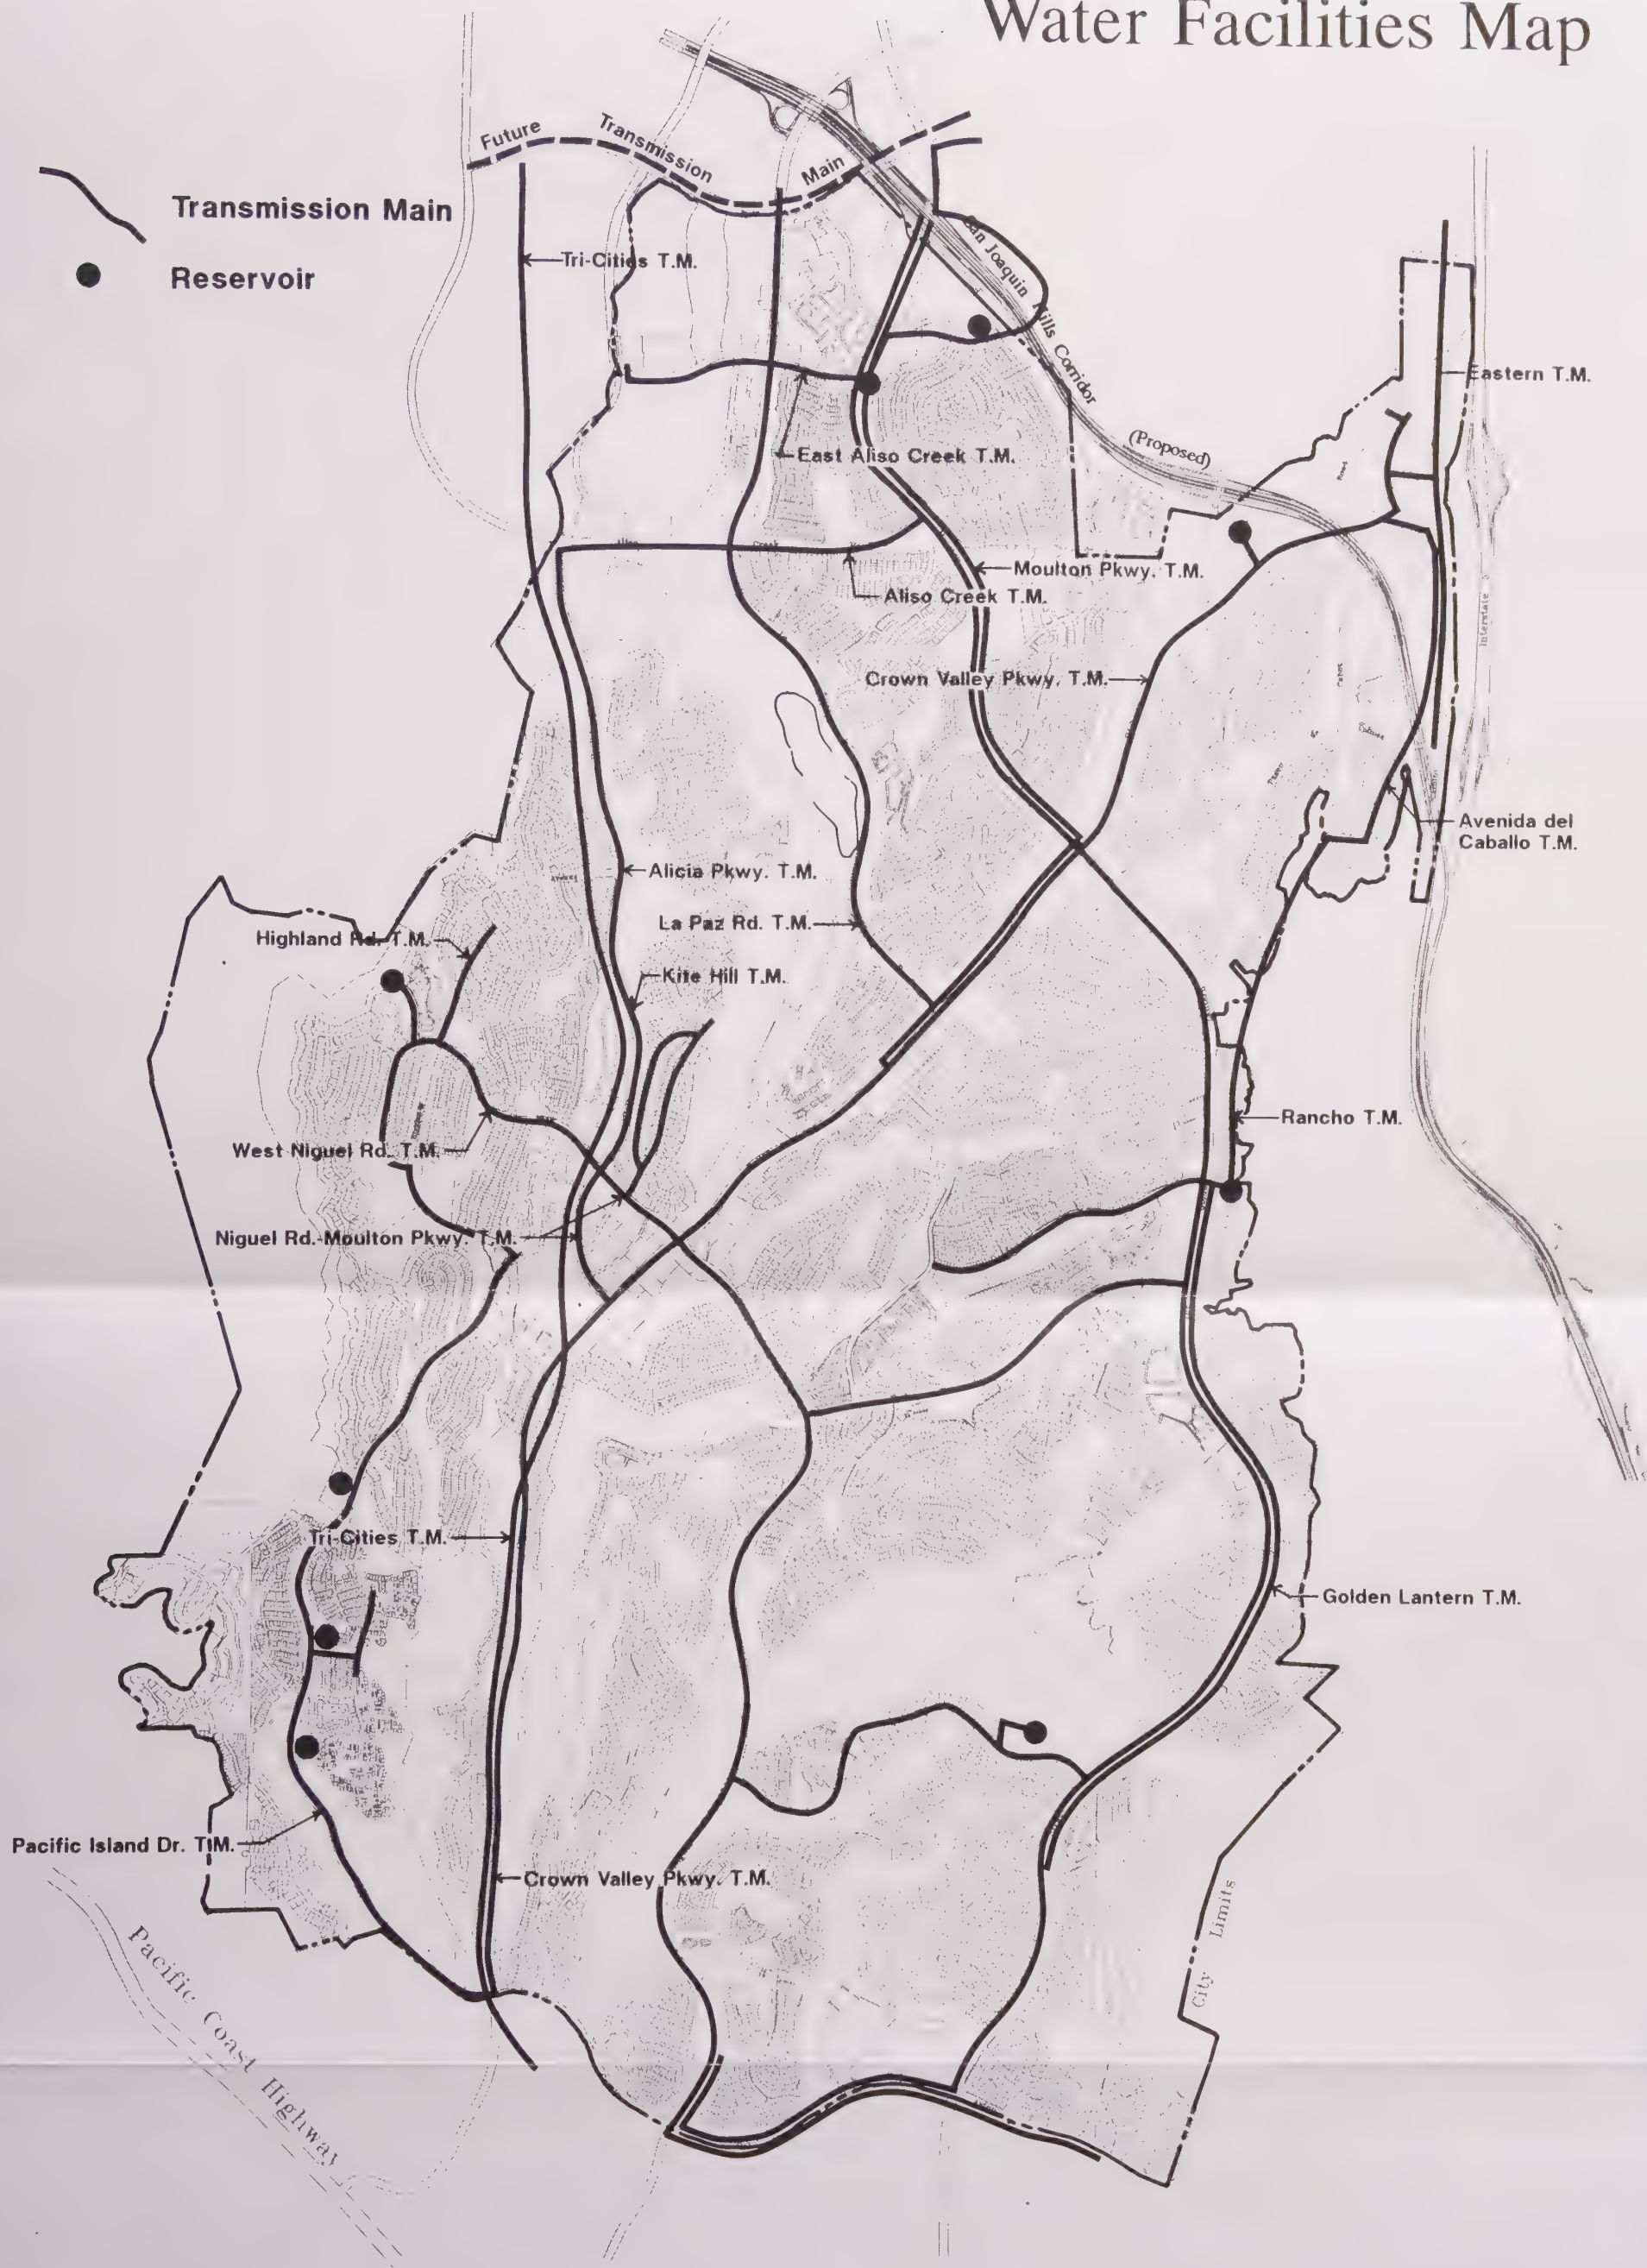 Water Facilities Map
Future Transmission Main
Transmission Main
Reservoir
Tri-Cities T.M.
San Joaquin Hills Corridor
(Proposed)
Eastern T.M.
East Aliso Creek T.M.
Moulton Pkwy. T.M.
Aliso Creek T.M.
Interstate 5
Crown Valley Pkwy. T.M.
Avenida del
Caballo T.M.
Alicia Pkwy. T.M.
La Paz Rd. T.M.
Highland Rd. T.M.
Kite Hill T.M.
Rancho T.M.
West Niguel Rd. T.M.
Niguel Rd.-Moulton Pkwy. T.M.
Tri-Cities T.M.
Golden Lantern T.M.
Pacific Island Dr. T.M.
Crown Valley Pkwy. T.M.
City Limits
Pacific Coast Highway